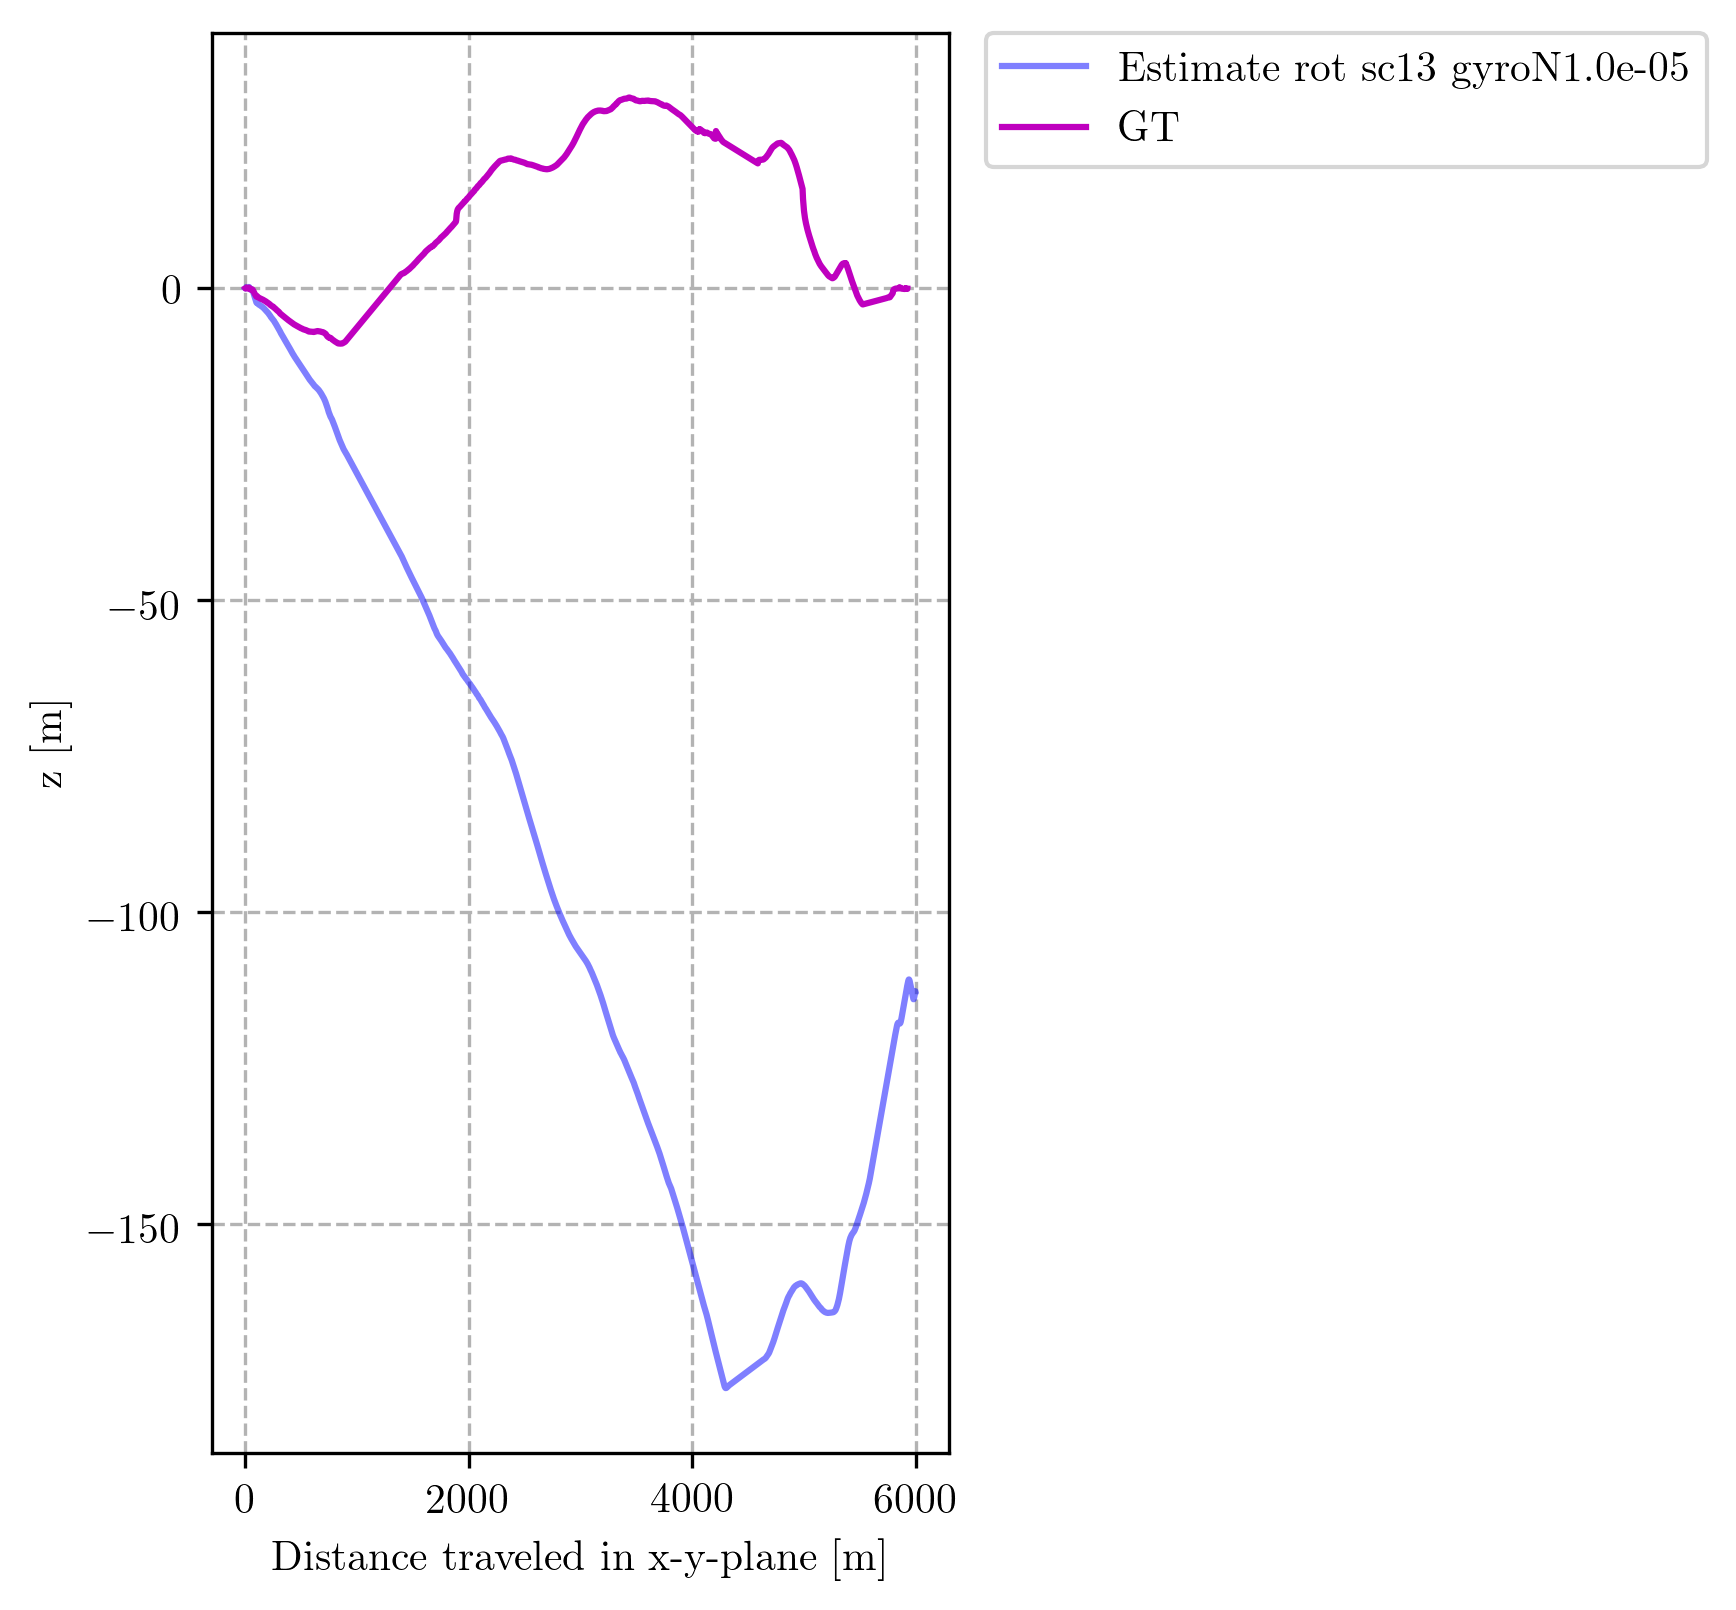 Estimate rot sc13 gyroN1.0e-05
GT
0
−50
−100
−150
z [m]
0 2000 4000 6000
Distance traveled in x-y-plane [m]